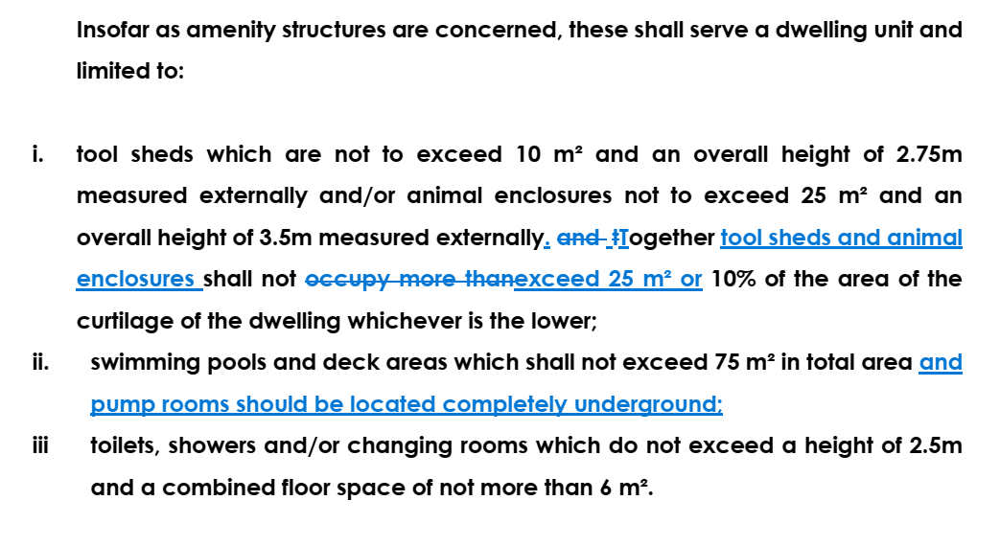 Insofar as amenity structures are concerned, these shall serve a dwelling unit and
limited to:
i. tool sheds which are not to exceed 10 m² and an overall height of 2.75m
measured externally and/or animal enclosures not to exceed 25 m² and an
overall height of 3.5m measured externally. and tTogether tool sheds and animal
enclosures shall not occupy more thanexceed 25 m² or 10% of the area of the
curtilage of the dwelling whichever is the lower;
ii. swimming pools and deck areas which shall not exceed 75 m² in total area and
pump rooms should be located completely underground;
iii toilets, showers and/or changing rooms which do not exceed a height of 2.5m
and a combined floor space of not more than 6 m².